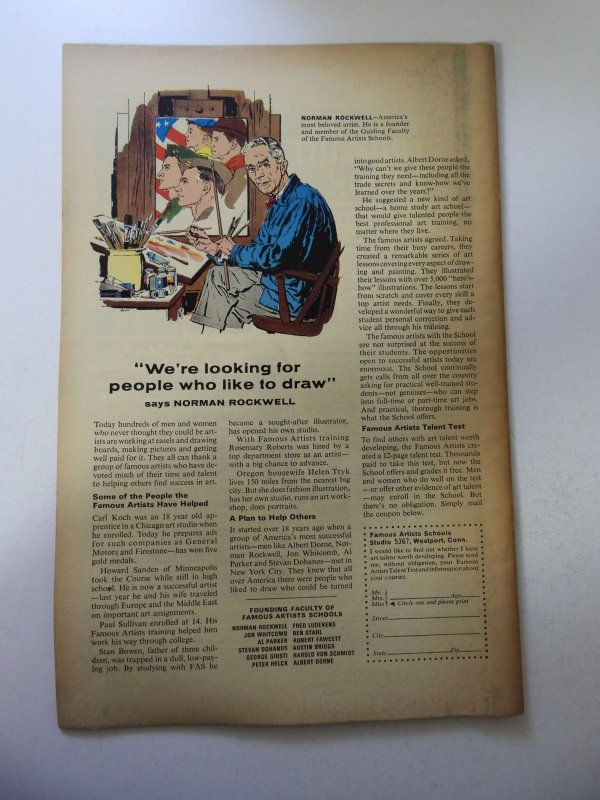 NORMAN ROCKWELL—America's
most beloved artist. He is a founder
and member of the Guiding Faculty
of the Famous Artists Schools.
"We're looking for
people who like to draw"
says NORMAN ROCKWELL
Today hundreds of men and women
who never thought they could be art-
ists are working at easels and drawing
boards, making pictures and getting
well paid for it. They all can thank a
group of famous artists who have de-
voted much of their time and talent
to helping others find success in art.
Some of the People the
Famous Artists Have Helped
Carl Koch was an 18 year old ap-
prentice in a Chicago art studio when
he enrolled. Today he prepares ads
for such companies as General
Motors and Firestone—has won five
gold medals.
Howard Sanden of Minneapolis
took the Course while still in high
school. He is now a successful artist
—last year he and his wife traveled
through Europe and the Middle East
on important art assignments.
Paul Sullivan enrolled at 14. His
Famous Artists training helped him
work his way through college.
Stan Bowen, father of three chil-
dren, was trapped in a dull, low-pay-
ing job. By studying with FAS he
became a sought-after illustrator,
has opened his own studio.
With Famous Artists training
Rosemary Roberts was hired by a
top department store as an artist—
with a big chance to advance.
Oregon housewife Helen Tryk
lives 150 miles from the nearest big
city. But she does fashion illustration,
has her own studio, runs an art work-
shop, does portraits.
A Plan to Help Others
It started over 18 years ago when a
group of America's most successful
artists—men like Albert Dorne, Nor-
man Rockwell, Jon Whitcomb, Al
Parker and Stevan Dohanos—met in
New York City. They knew that all
over America there were people who
liked to draw who could be turned
FOUNDING FACULTY OF
FAMOUS ARTISTS SCHOOLS
NORMAN ROCKWELL FRED LUDEKENS
JON WHITCOMB BEN STAHL
AL PARKER ROBERT FAWCETT
STEVAN DOHANOS AUSTIN BRIGGS
GEORGE GIUSTI HAROLD VON SCHMIDT
PETER HELCK ALBERT DORNE
into good artists. Albert Dorne asked,
"Why can't we give these people the
training they need—including all the
trade secrets and know-how we've
learned over the years?"
He suggested a new kind of art
school—a home study art school—
that would give talented people the
best professional art training, no
matter where they live.
The famous artists agreed. Taking
time from their busy careers, they
created a remarkable series of art
lessons covering every aspect of draw-
ing and painting. They illustrated
their lessons with over 5,000 "here's-
how" illustrations. The lessons start
from scratch and cover every skill a
top artist needs. Finally, they de-
veloped a wonderful way to give each
student personal correction and ad-
vice all through his training.
The famous artists with the School
are not surprised at the success of
their students. The opportunities
open to successful artists today are
enormous. The School continually
gets calls from all over the country
asking for practical well-trained stu-
dents—not geniuses—who can step
into full-time or part-time art jobs.
And practical, thorough training is
what the School offers.
Famous Artists Talent Test
To find others with art talent worth
developing, the Famous Artists cre-
ated a 12-page talent test. Thousands
paid to take this test, but now the
School offers and grades it free. Men
and women who do well on the test
—or offer other evidence of art talent
—may enroll in the School. But
there's no obligation. Simply mail
the coupon below.
Famous Artists Schools
Studio 5367, Westport, Conn.
I would like to find out whether I have
art talent worth developing. Please send
me, without obligation, your Famous
Artists Talent Test and information about
your courses.
Mr.
Mrs. Age
Miss Circle one and please print
Street
City
State Zip